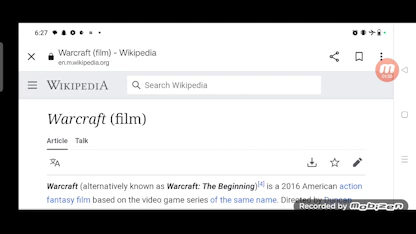 6:27
Warcraft (film) - Wikipedia
en.m.wikipedia.org
WIKIPEDIA
Search Wikipedia
Warcraft (film)
Article Talk
Warcraft (alternatively known as Warcraft: The Beginning)[4] is a 2016 American action
fantasy film based on the video game series of the same name. Directed by Duncan
Recorded by mobizen